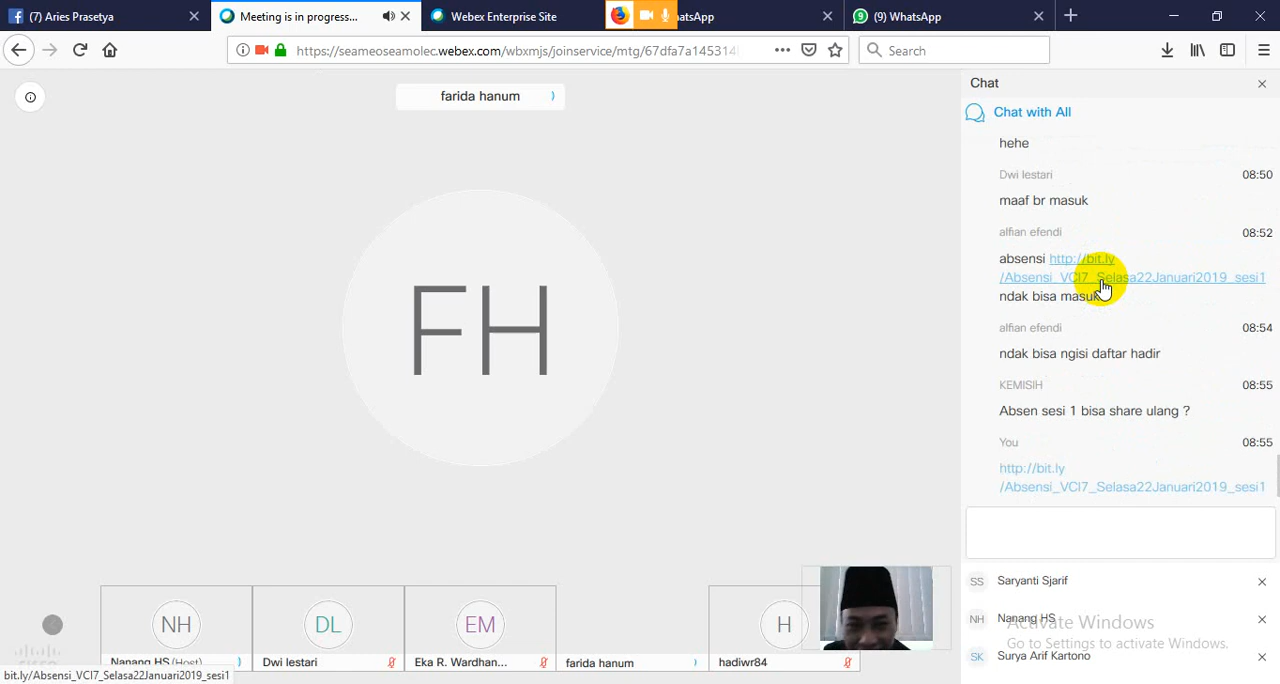 (7) Aries Prasetya
Meeting is in progress...
Webex Enterprise Site
atsApp
(9) WhatsApp
https://seameoseamolec.webex.com/wbxmjs/joinservice/mtg/67dfa7a145314
Search
farida hanum
Chat
Chat with All
hehe
Dwi lestari 08:50
maaf br masuk
alfian efendi 08:52
absensi http://bit.ly
/Absensi_VCI7_Selasa22Januari2019_sesi1
ndak bisa masuk
alfian efendi 08:54
ndak bisa ngisi daftar hadir
KEMISIH 08:55
Absen sesi 1 bisa share ulang ?
You 08:55
http://bit.ly
/Absensi_VCI7_Selasa22Januari2019_sesi1
FH
SS Saryanti Sjarif
NH Nanang HS
SK Surya Arif Kartono
Activate Windows
Go to Settings to activate Windows.
NH
DL
EM
H
Nanang HS (Host)
Dwi lestari
Eka R. Wardhan...
farida hanum
hadiwr84
bit.ly/Absensi_VCI7_Selasa22Januari2019_sesi1